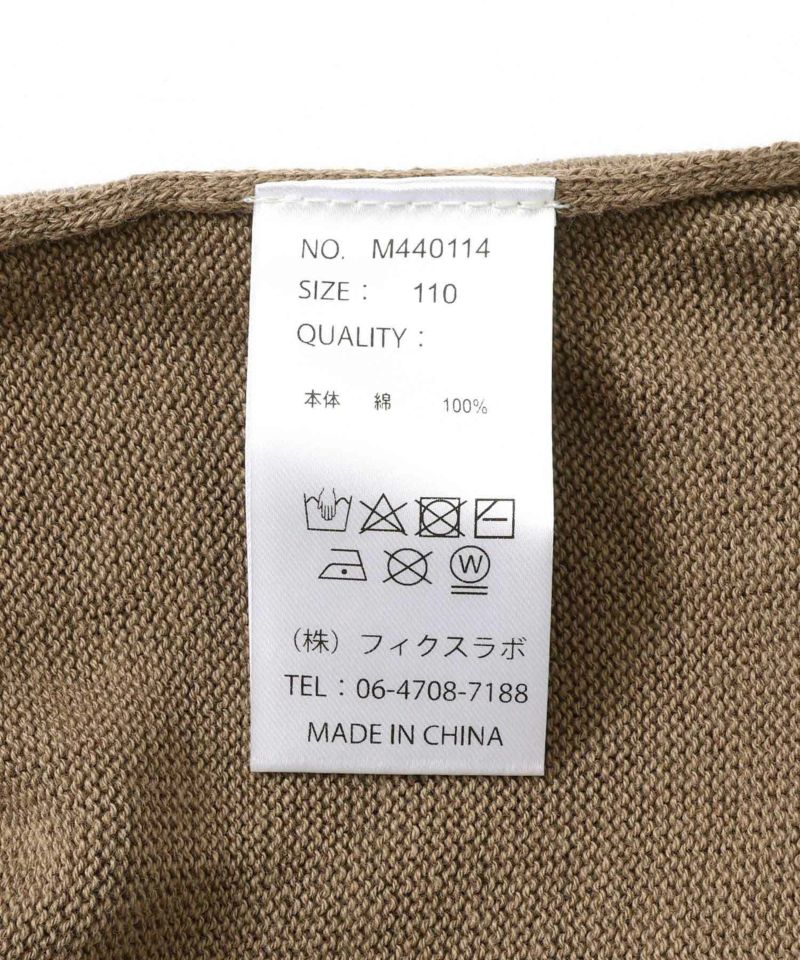 NO. M440114
SIZE : 110
QUALITY :
本体 綿 100%
W
(株) フィクスラボ
TEL : 06-4708-7188
MADE IN CHINA